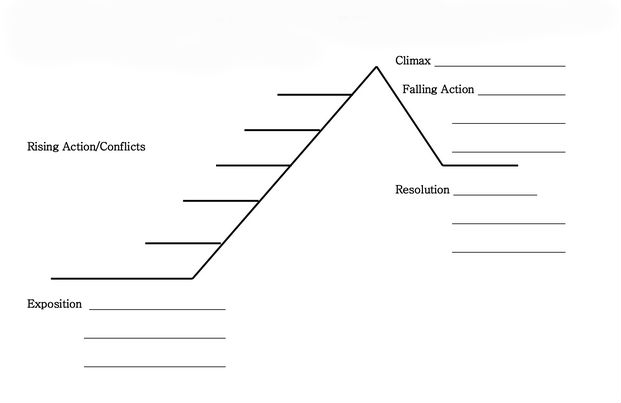 Climax
Falling Action
Rising Action/Conflicts
Resolution
Exposition